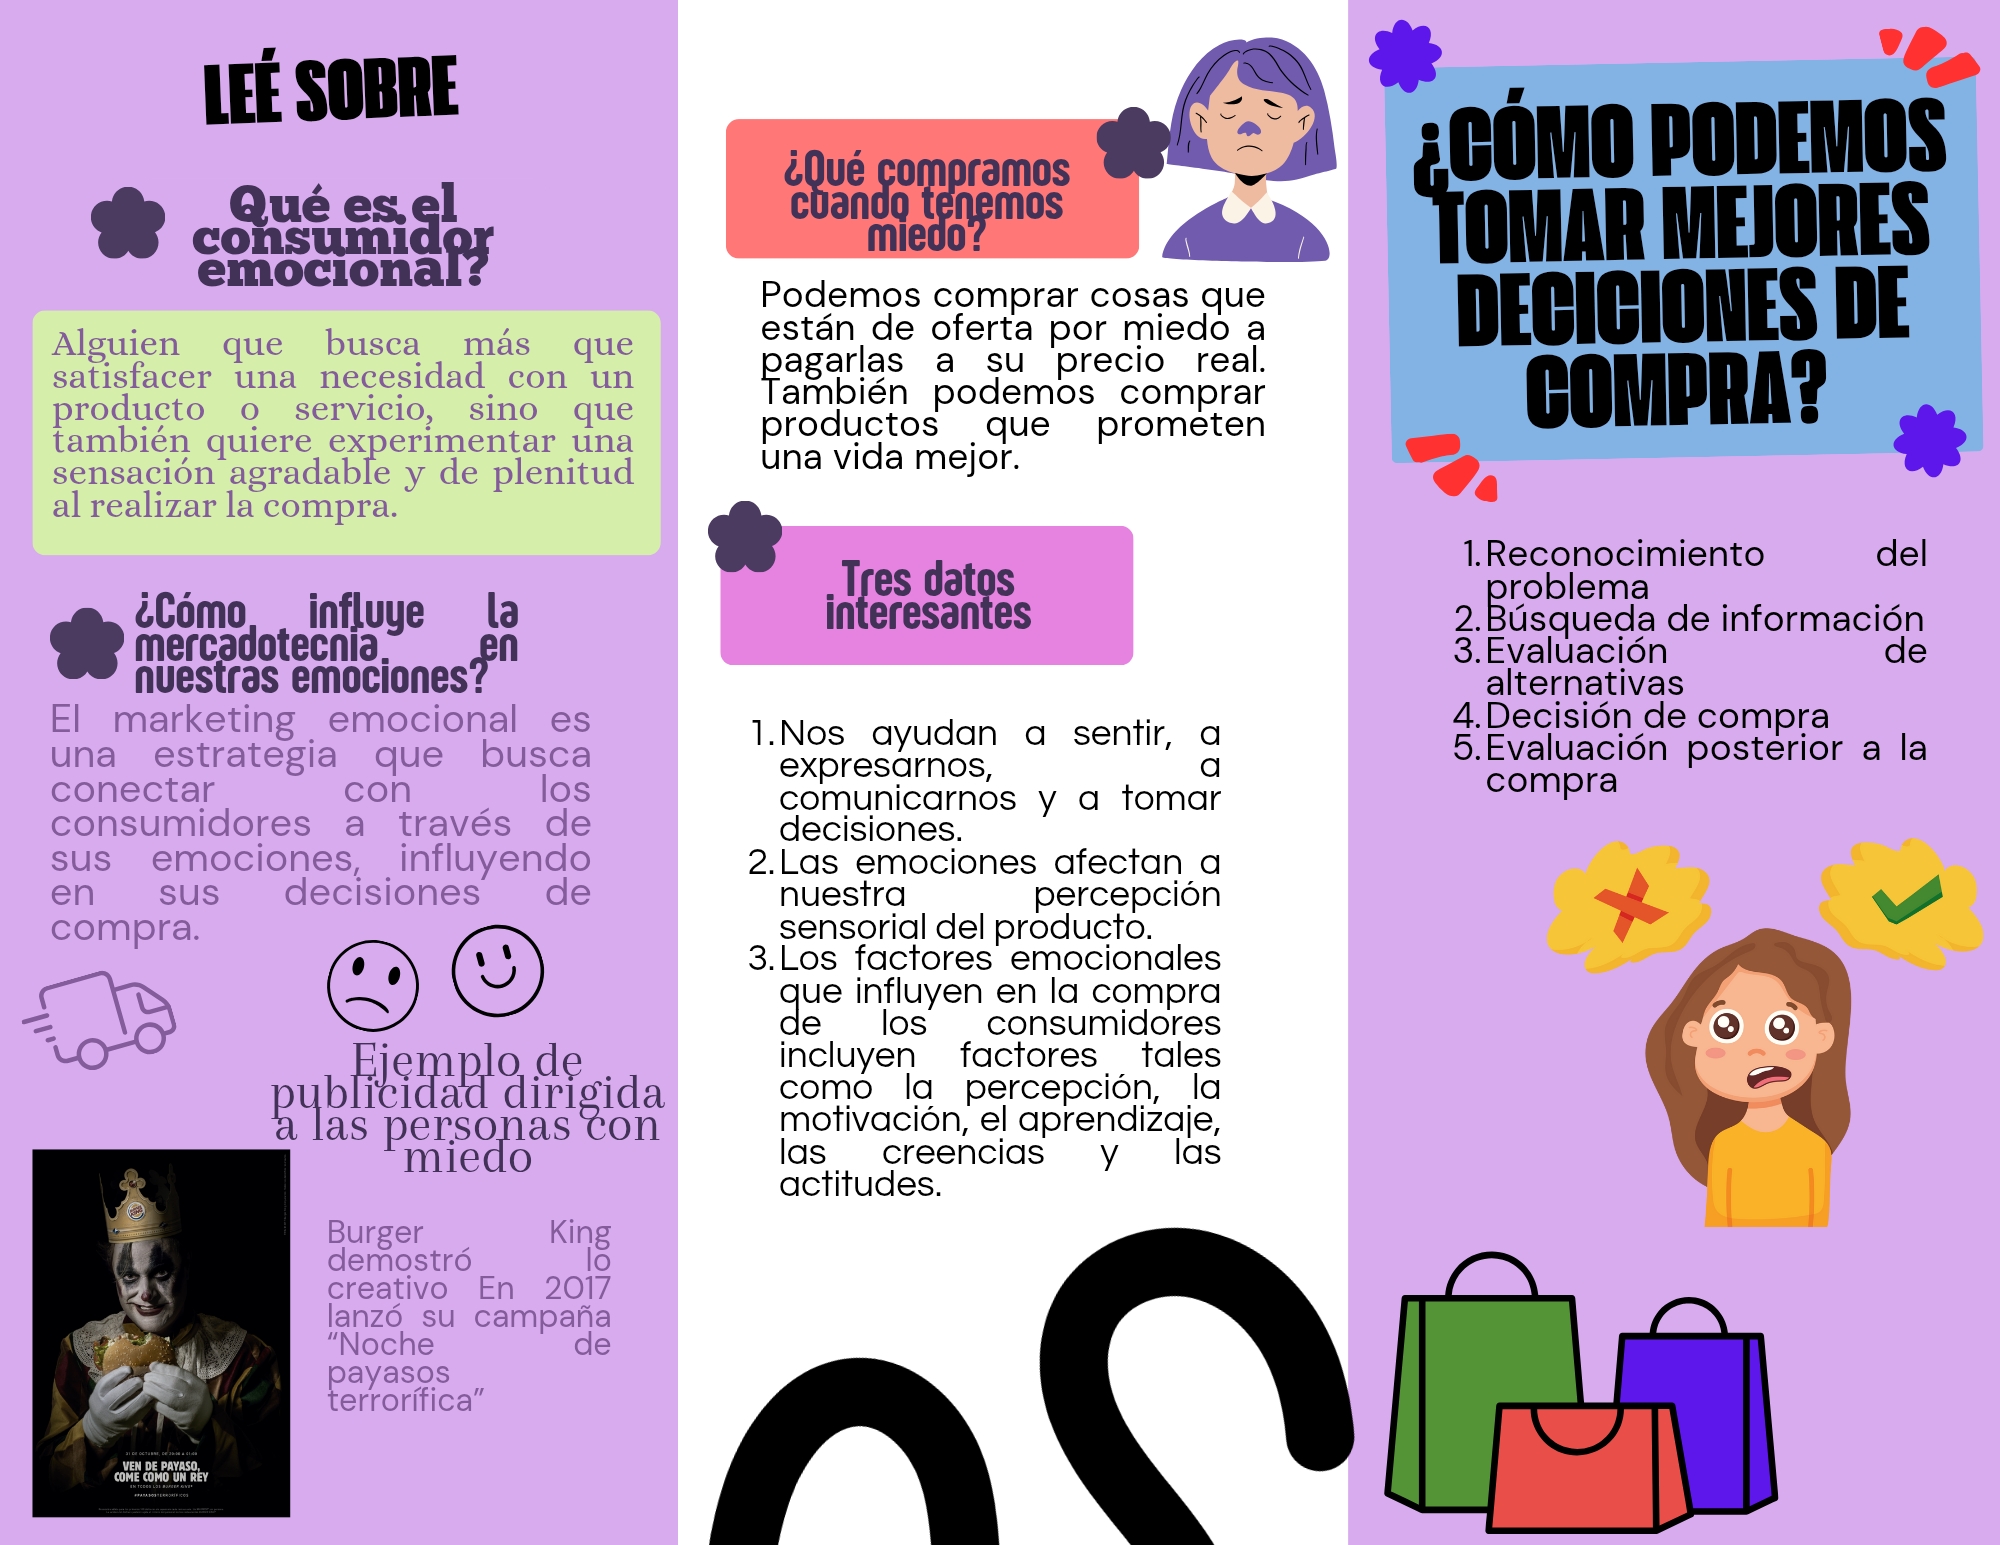 LEÉ SOBRE
Qué es el
consumidor
emocional?
Alguien que busca más que
satisfacer una necesidad con un
producto o servicio, sino que
también quiere experimentar una
sensación agradable y de plenitud
al realizar la compra.
¿Cómo influye la
mercadotecnia en
nuestras emociones?
El marketing emocional es
una estrategia que busca
conectar con los
consumidores a través de
sus emociones, influyendo
en sus decisiones de
compra.
Ejemplo de
publicidad dirigida
a las personas con
miedo
VEN DE PAYASO,
COME COMO UN REY
Burger King
demostró lo
creativo En 2017
lanzó su campaña
“Noche de
payasos
terrorífica”
¿Qué compramos
cuando tenemos
miedo?
Podemos comprar cosas que
están de oferta por miedo a
pagarlas a su precio real.
También podemos comprar
productos que prometen
una vida mejor.
Tres datos
interesantes
1. Nos ayudan a sentir, a
expresarnos, a
comunicarnos y a tomar
decisiones.
2. Las emociones afectan a
nuestra percepción
sensorial del producto.
3. Los factores emocionales
que influyen en la compra
de los consumidores
incluyen factores tales
como la percepción, la
motivación, el aprendizaje,
las creencias y las
actitudes.
¿CÓMO PODEMOS
TOMAR MEJORES
DECICIONES DE
COMPRA?
1. Reconocimiento del
problema
2. Búsqueda de información
3. Evaluación de
alternativas
4. Decisión de compra
5. Evaluación posterior a la
compra